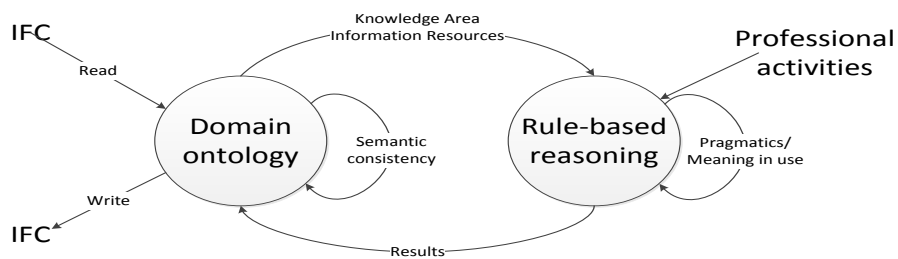 IFC
Read
Knowledge Area
Information Resources
Professional
activities
Domain
ontology
Semantic
consistency
Rule-based
reasoning
Pragmatics/
Meaning in use
Write
IFC
Results